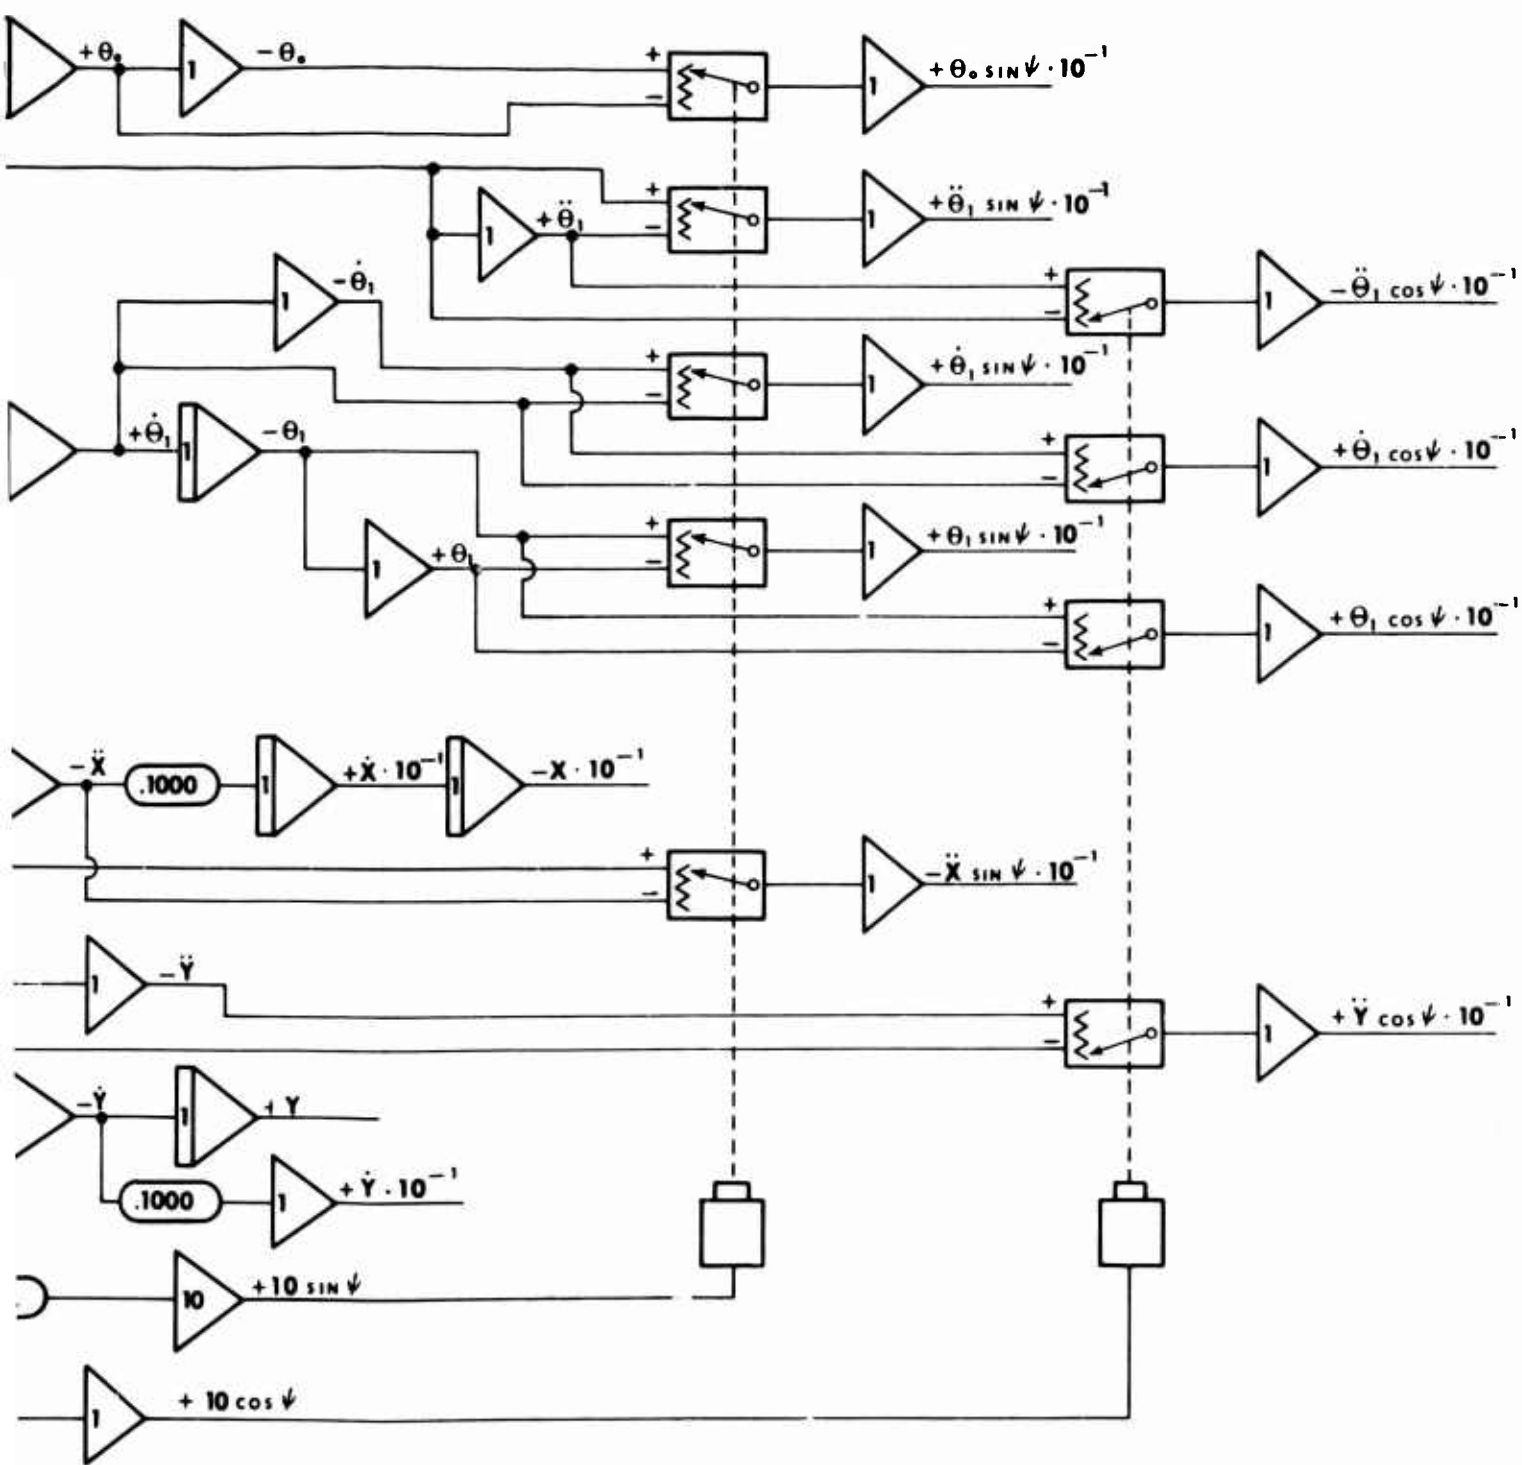 +θ₀
1
−θ₀
+
−
1
+θ₀ SIN ψ · 10⁻¹
1
+θ̈₁
+
−
1
+θ̈₁ SIN ψ · 10⁻¹
+
−
1
−θ̈₁ COS ψ · 10⁻¹
1
−θ̇₁
+
−
1
+θ̇₁ SIN ψ · 10⁻¹
+θ̇₁
1
−θ₁
+
−
1
+θ̇₁ COS ψ · 10⁻¹
1
+θ₁
+
−
1
+θ₁ SIN ψ · 10⁻¹
+
−
1
+θ₁ COS ψ · 10⁻¹
−Ẍ
.1000
1
+Ẋ · 10⁻¹
1
−X · 10⁻¹
+
−
1
−Ẍ SIN ψ · 10⁻¹
1
−Ÿ
+
−
1
+Ÿ COS ψ · 10⁻¹
−Ẏ
1
+Y
.1000
1
+Ẏ · 10⁻¹
10
+10 SIN ψ
1
+ 10 COS ψ